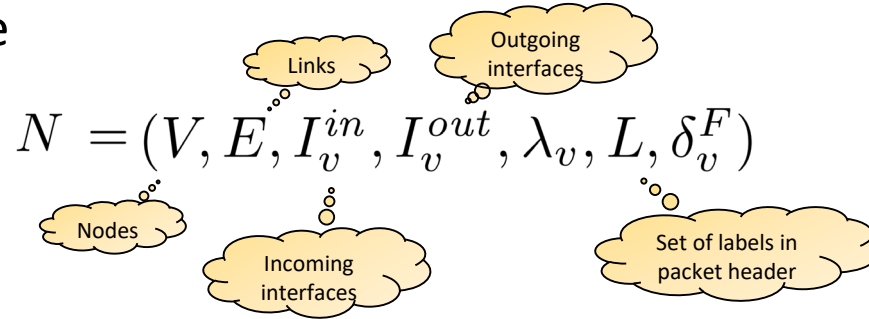 e
Outgoing
interfaces
Links
N = (V, E, I_v^{in}, I_v^{out}, λ_v, L, δ_v^F)
Nodes
Incoming
interfaces
Set of labels in
packet header